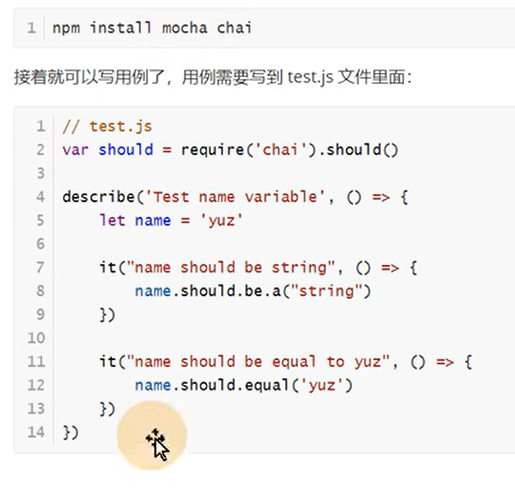 1 npm install mocha chai
接着就可以写用例了，用例需要写到 test.js 文件里面：
1 // test.js
2 var should = require('chai').should()
3
4 describe('Test name variable', () => {
5     let name = 'yuz'
6
7     it("name should be string", () => {
8         name.should.be.a("string")
9     })
10
11     it("name should be equal to yuz", () => {
12         name.should.equal('yuz')
13     })
14 })